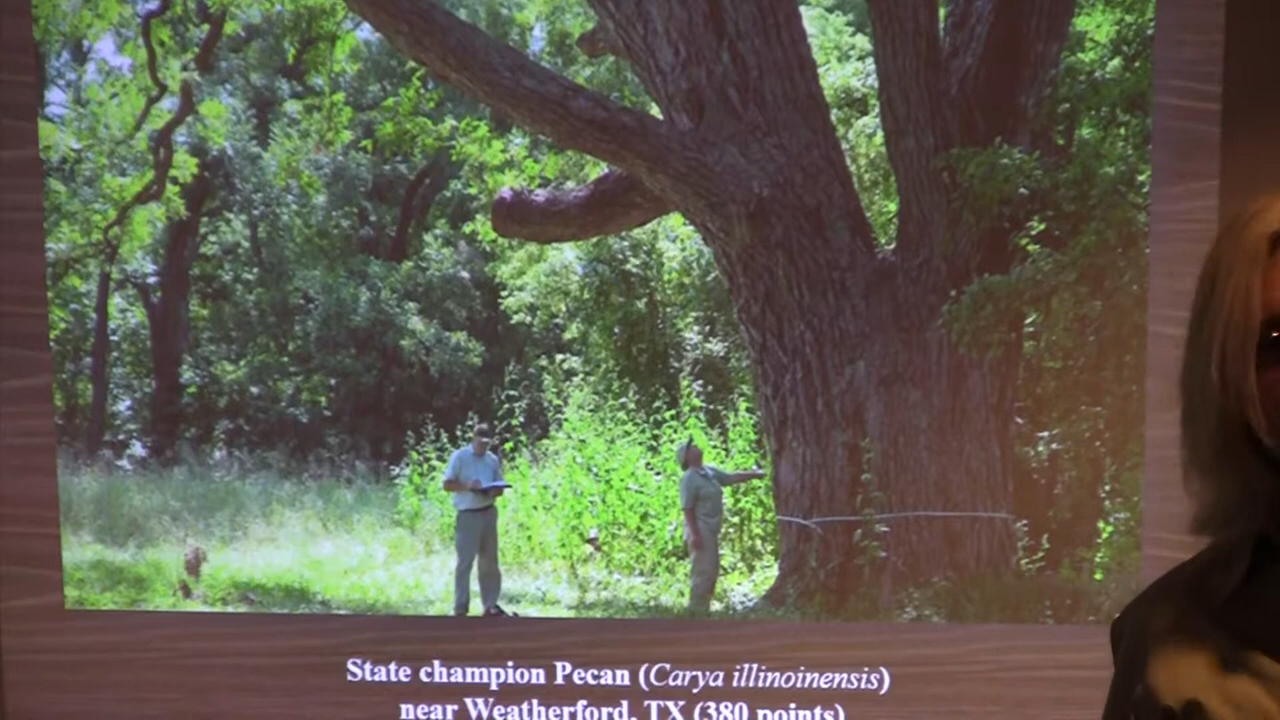 State champion Pecan (Carya illinoinensis)
near Weatherford, TX (380 points)